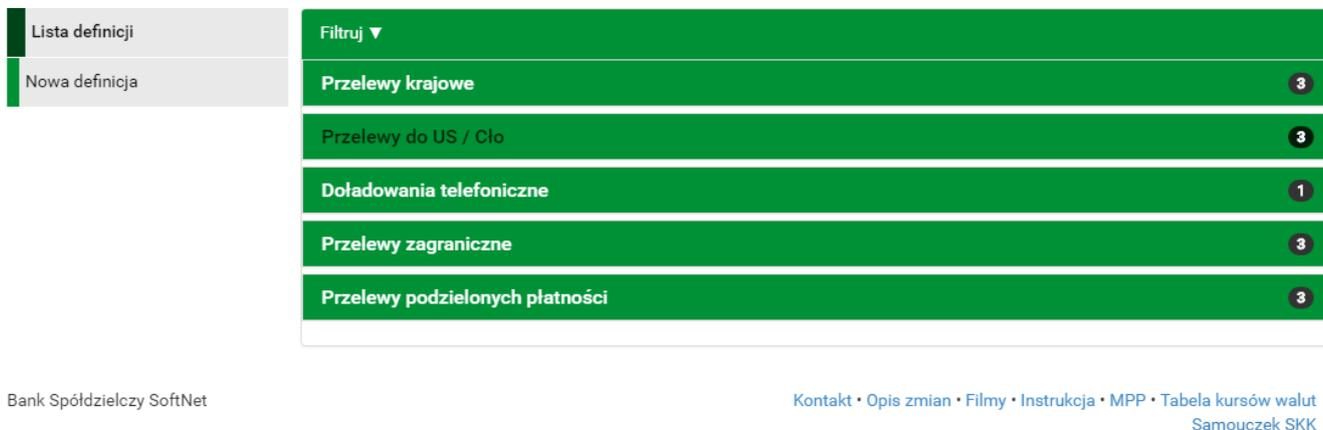 Lista definicji
Nowa definicja
Filtruj ▼
Przelewy krajowe 3
Przelewy do US / Cło 3
Doładowania telefoniczne 1
Przelewy zagraniczne 3
Przelewy podzielonych płatności 3
Bank Spółdzielczy SoftNet
Kontakt • Opis zmian • Filmy • Instrukcja • MPP • Tabela kursów walut
Samouczek SKK